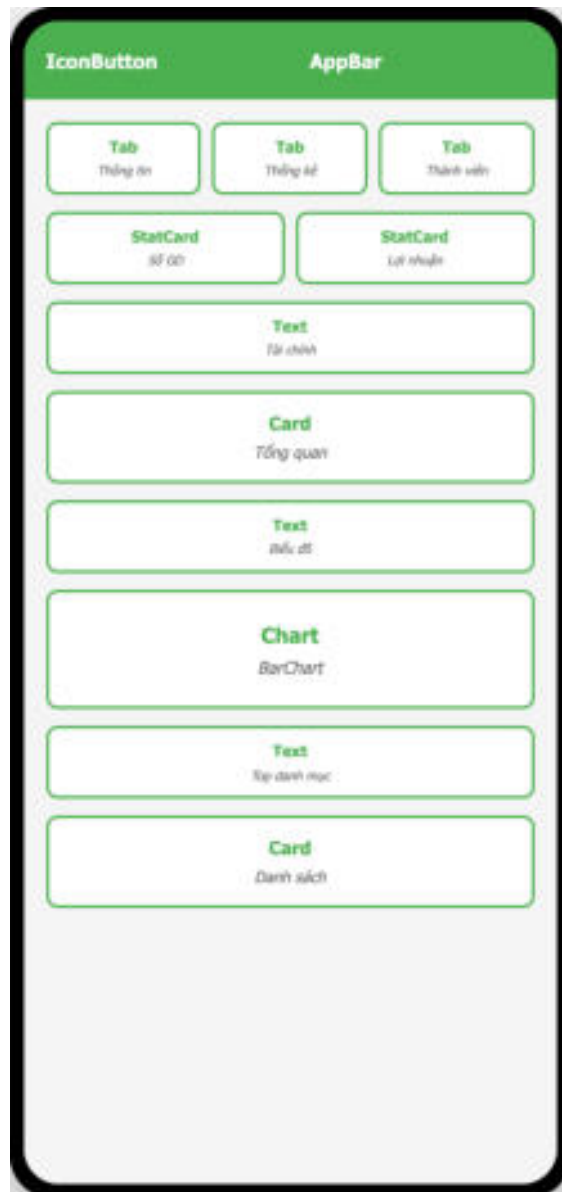 IconButton AppBar
Tab Tab Tab
Thông tin Thống kê Thành viên
StatCard StatCard
Số GD Lợi nhuận
Text
Tài chính
Card
Tổng quan
Text
Biểu đồ
Chart
BarChart
Text
Top danh mục
Card
Danh sách